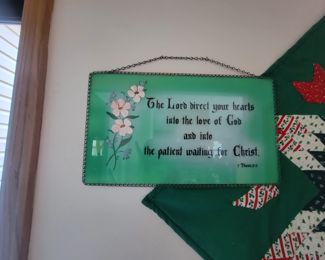 The Lord direct your hearts
into the love of God
and into
the patient waiting for Christ.